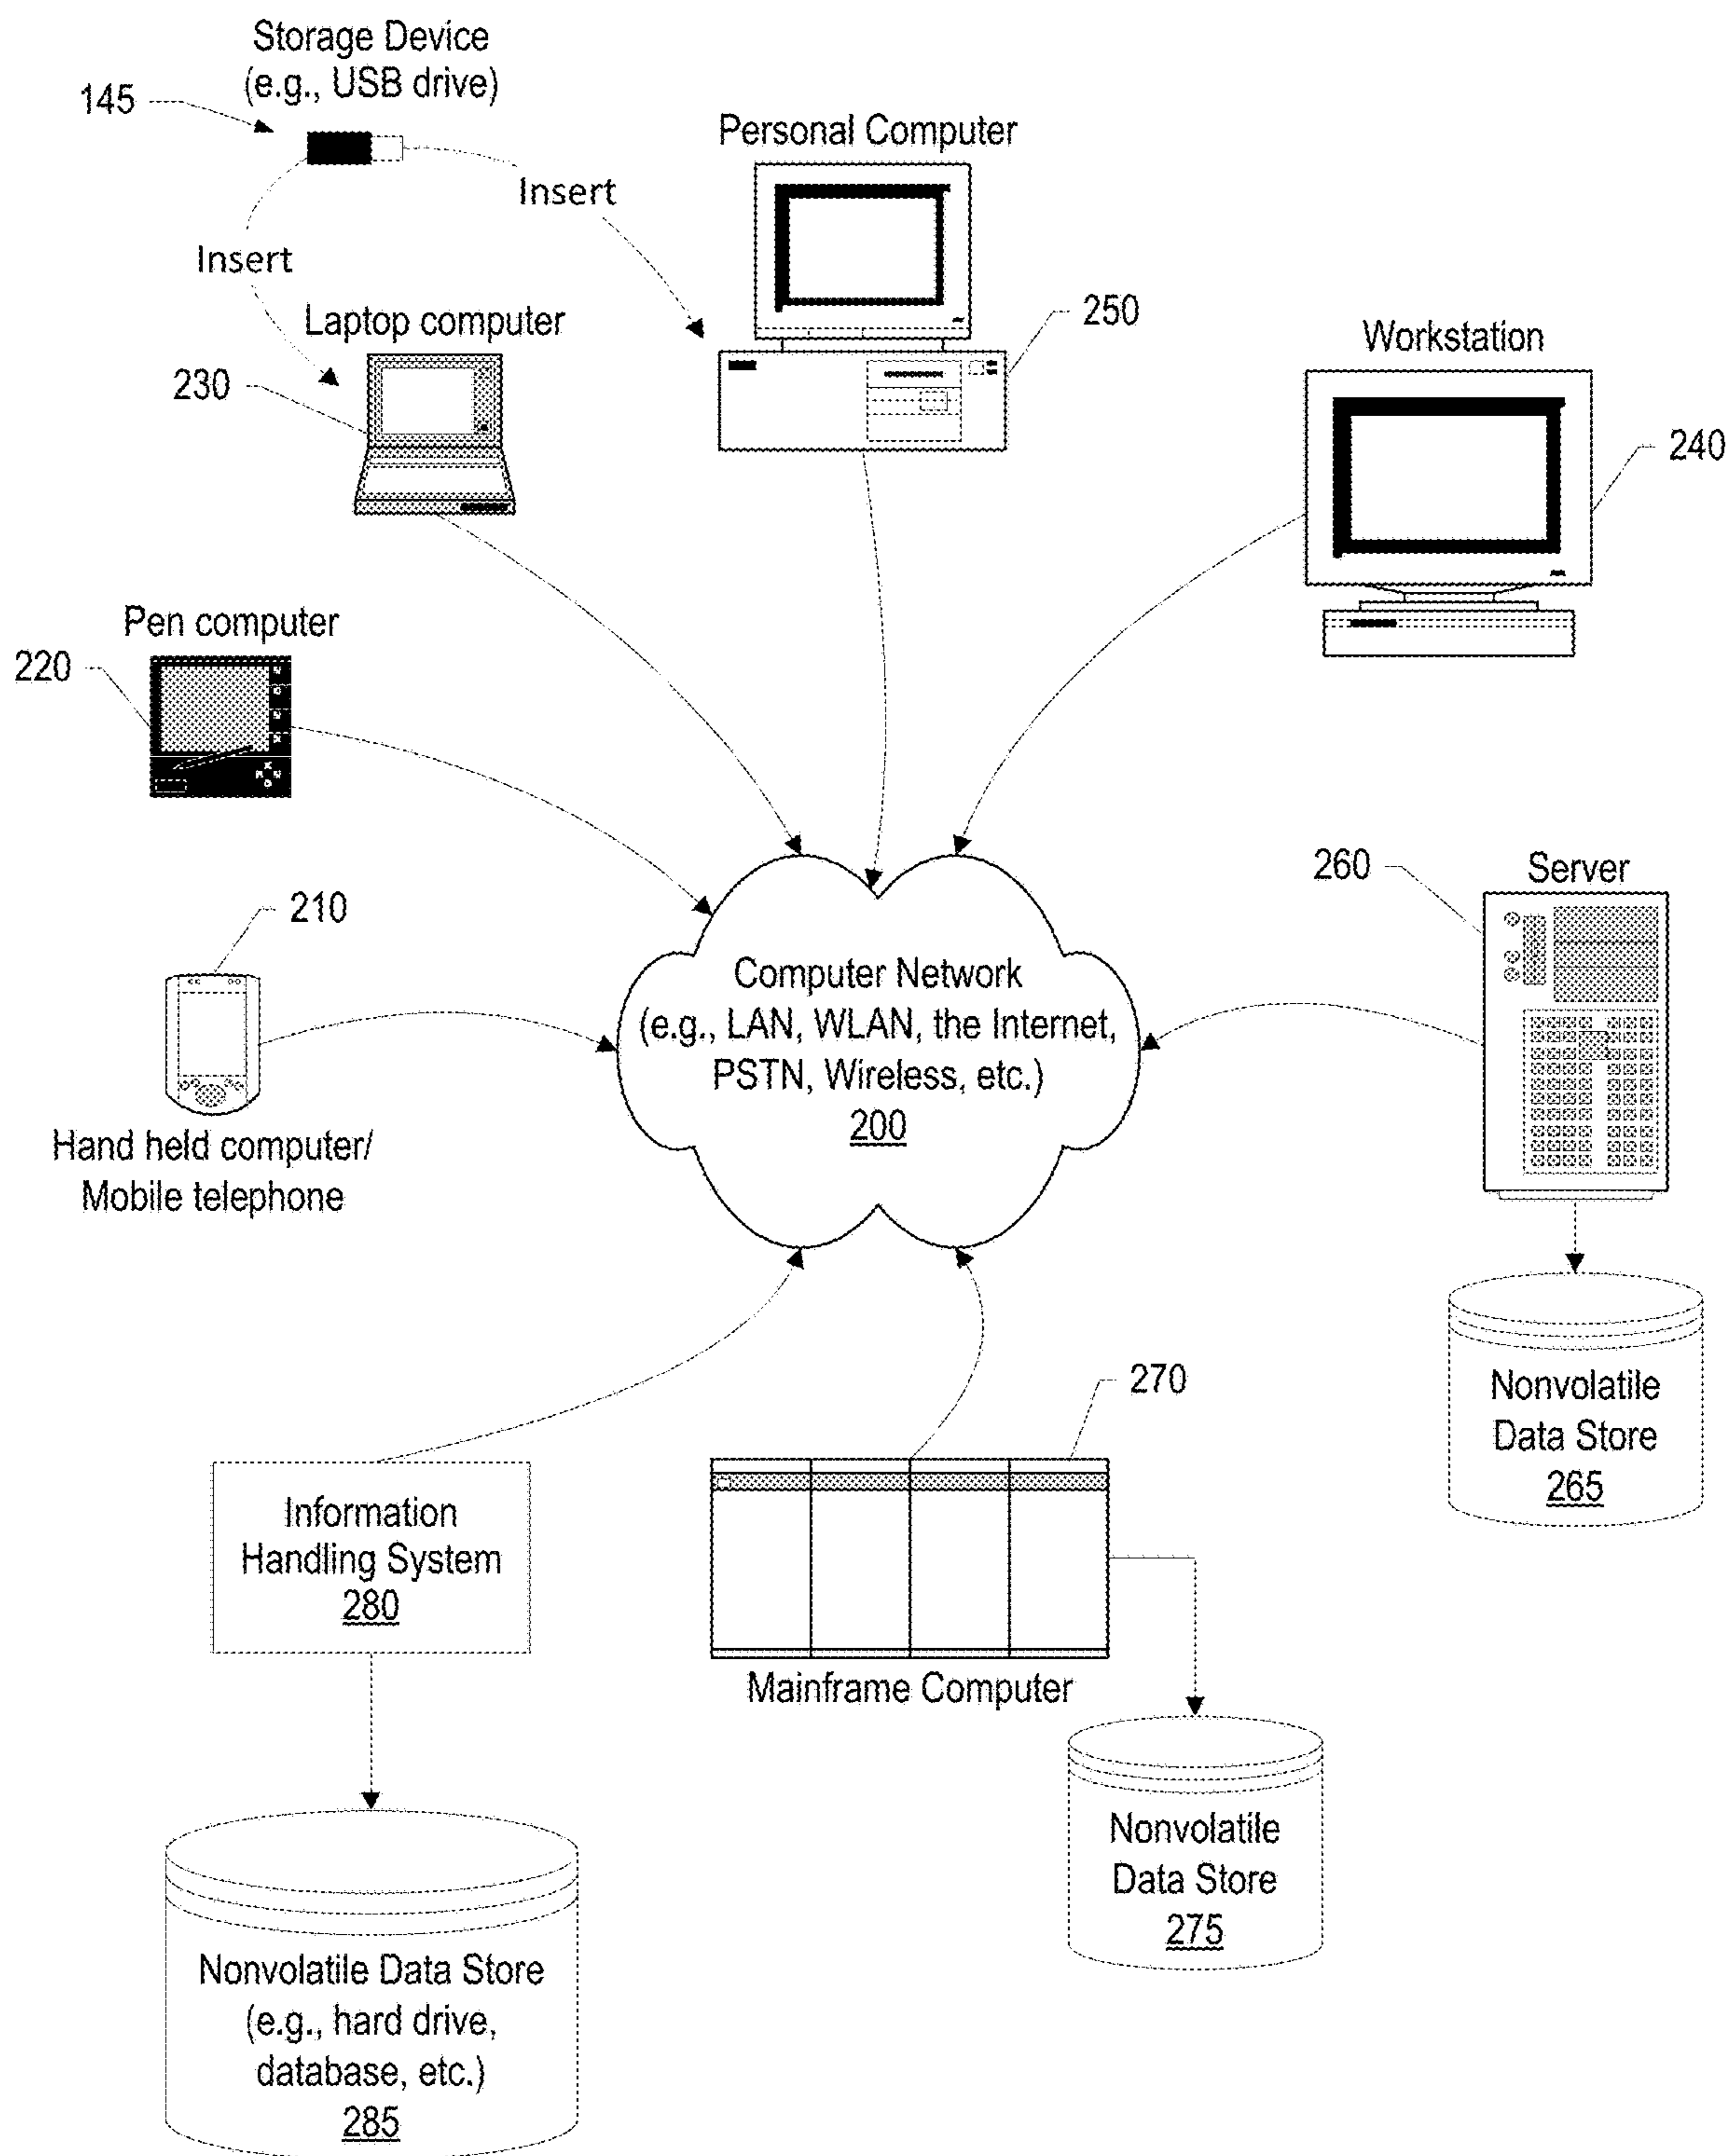 Storage Device
(e.g., USB drive)
145
Personal Computer
Insert
Insert
Laptop computer
250
Workstation
230
240
Pen computer
220
260
Server
210
Computer Network
(e.g., LAN, WLAN, the Internet,
PSTN, Wireless, etc.)
200
Hand held computer/
Mobile telephone
270
Nonvolatile
Data Store
265
Information
Handling System
280
Mainframe Computer
Nonvolatile
Data Store
275
Nonvolatile Data Store
(e.g., hard drive,
database, etc.)
285